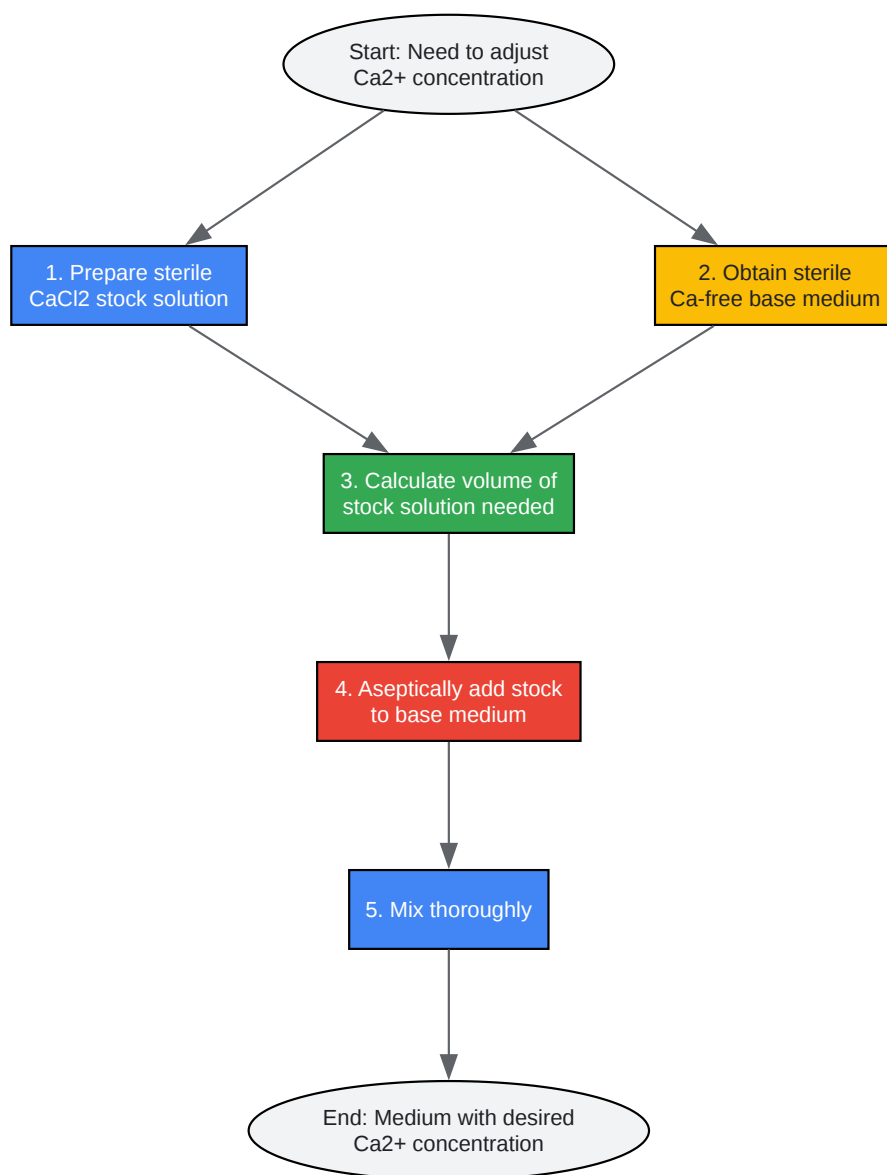 Start: Need to adjust
Ca2+ concentration
1. Prepare sterile
CaCl2 stock solution
2. Obtain sterile
Ca-free base medium
3. Calculate volume of
stock solution needed
4. Aseptically add stock
to base medium
5. Mix thoroughly
End: Medium with desired
Ca2+ concentration